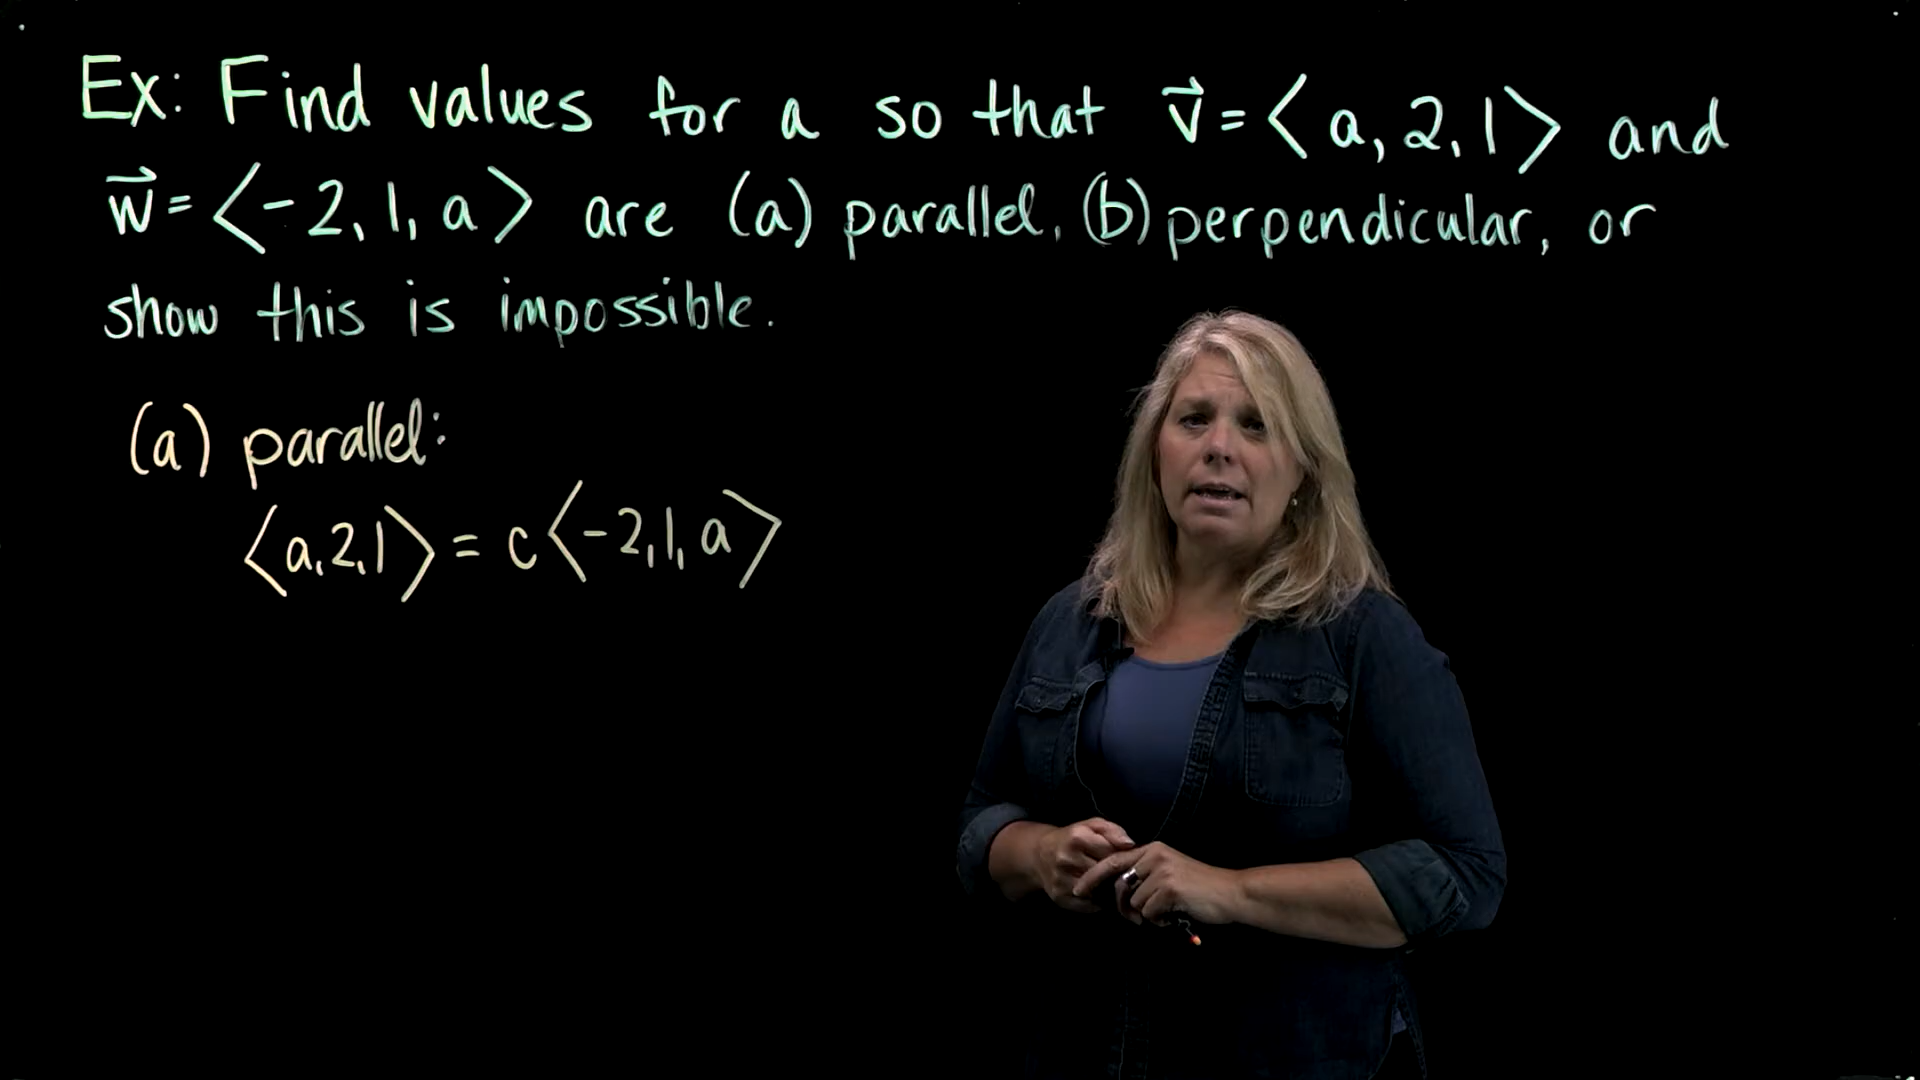 Ex: Find values for a so that v⃗ = <a, 2, 1> and
w⃗ = <-2, 1, a> are (a) parallel, (b) perpendicular, or
show this is impossible.
(a) parallel:
<a, 2, 1> = c<-2, 1, a>